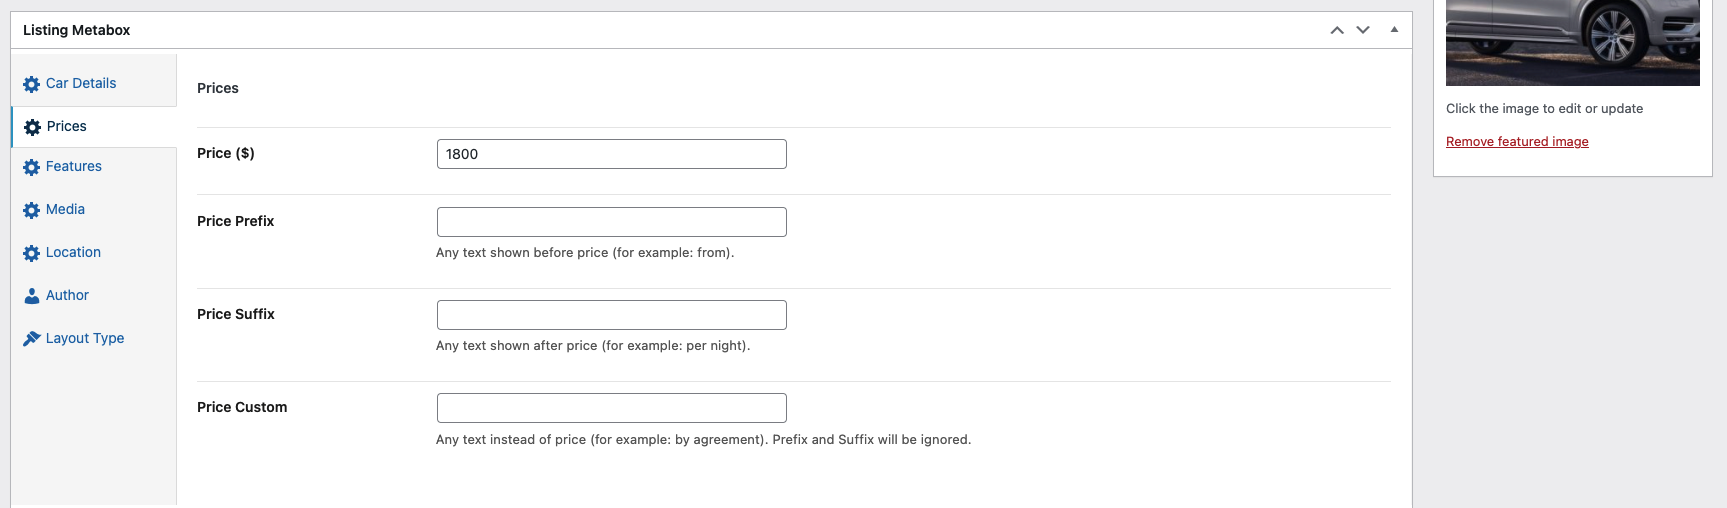 Listing Metabox
Car Details
Prices
Features
Media
Location
Author
Layout Type
Prices
Price ($)
1800
Price Prefix
Any text shown before price (for example: from).
Price Suffix
Any text shown after price (for example: per night).
Price Custom
Any text instead of price (for example: by agreement). Prefix and Suffix will be ignored.
Click the image to edit or update
Remove featured image